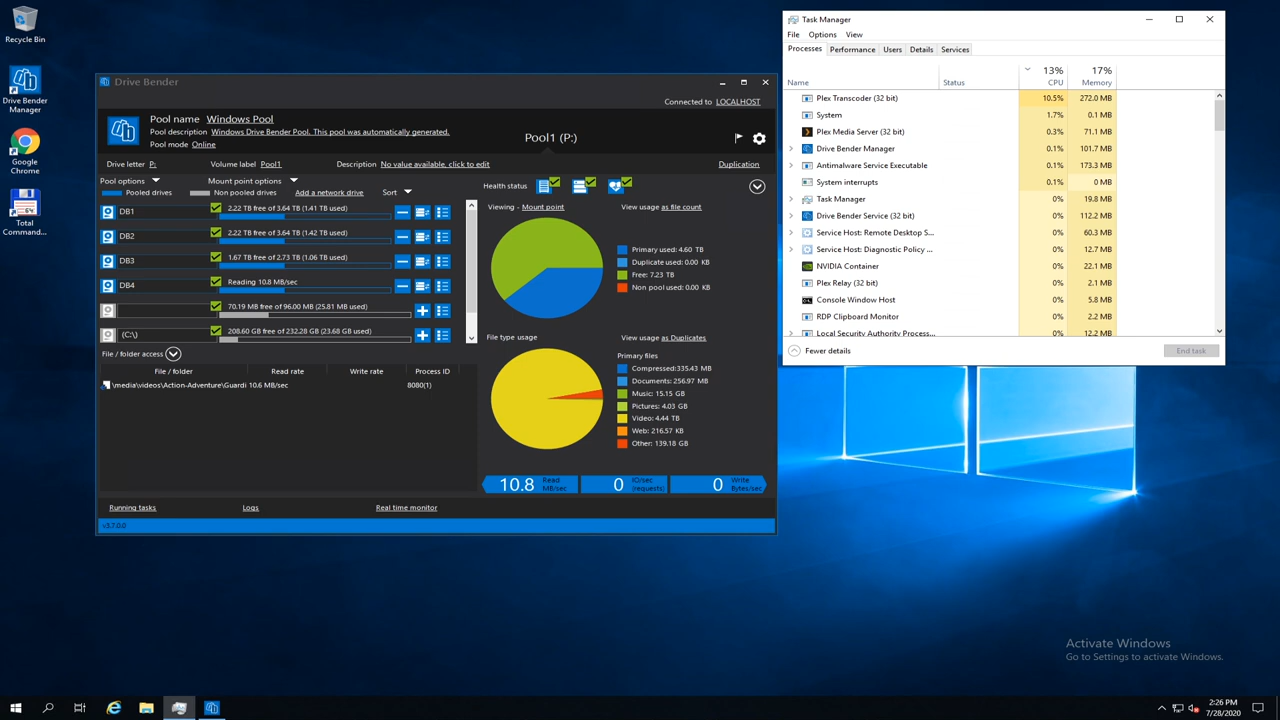 Recycle Bin
Drive Bender
Manager
Google
Chrome
Total
Comman...
Drive Bender
Connected to LOCALHOST
Pool name Windows Pool
Pool description Windows Drive Bender Pool. This pool was automatically generated.
Pool mode Online
Pool1 (P:)
Drive letter P: Volume label Pool1 Description No value available, click to edit Duplication
Pool options Mount point options
Pooled drives Non pooled drives Add a network drive Sort
DB1 2.22 TB free of 3.64 TB (1.41 TB used)
DB2 2.22 TB free of 3.64 TB (1.42 TB used)
DB3 1.67 TB free of 2.73 TB (1.06 TB used)
DB4 Reading 10.8 MB/sec
70.19 MB free of 96.00 MB (25.81 MB used)
(C:\) 208.60 GB free of 232.28 GB (23.68 GB used)
File / folder access
File / folder Read rate Write rate Process ID
\media\videos\Action-Adventure\Guardi 10.6 MB/sec 8080(1)
Health status
Viewing - Mount point View usage as file count
Primary used: 4.60 TB
Duplicate used: 0.00 KB
Free: 7.23 TB
Non pool used: 0.00 KB
File type usage View usage as Duplicates
Primary files
Compressed:335.43 MB
Documents: 256.97 MB
Music: 15.15 GB
Pictures: 4.03 GB
Video: 4.44 TB
Web: 216.57 KB
Other: 139.18 GB
10.8 Read MB/sec 0 IO/sec (requests) 0 Write Bytes/sec
Running tasks Logs Real time monitor
v3.7.0.0
Task Manager
File Options View
Processes Performance Users Details Services
13% 17%
Name Status CPU Memory
Plex Transcoder (32 bit) 10.5% 272.0 MB
System 1.7% 0.1 MB
Plex Media Server (32 bit) 0.3% 71.1 MB
Drive Bender Manager 0.1% 101.7 MB
Antimalware Service Executable 0.1% 173.3 MB
System interrupts 0.1% 0 MB
Task Manager 0% 19.8 MB
Drive Bender Service (32 bit) 0% 112.2 MB
Service Host: Remote Desktop S... 0% 60.3 MB
Service Host: Diagnostic Policy ... 0% 12.7 MB
NVIDIA Container 0% 22.1 MB
Plex Relay (32 bit) 0% 2.1 MB
Console Window Host 0% 5.8 MB
RDP Clipboard Monitor 0% 2.2 MB
Local Security Authority Process... 0% 12.2 MB
Fewer details End task
Activate Windows
Go to Settings to activate Windows.
2:26 PM
7/28/2020